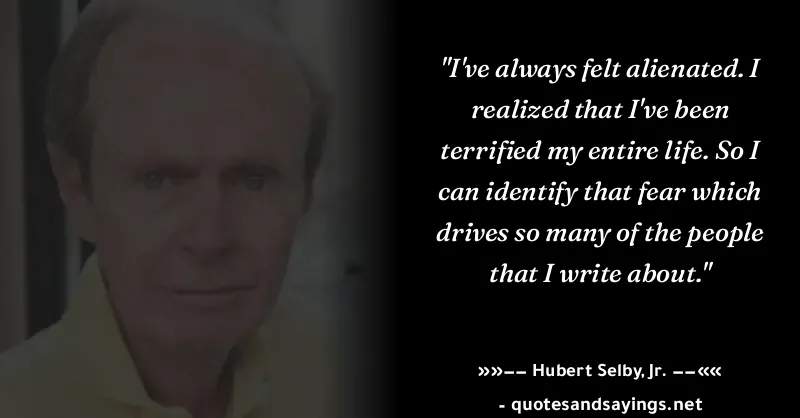 "I've always felt alienated. I
realized that I've been
terrified my entire life. So I
can identify that fear which
drives so many of the people
that I write about."
»»–– Hubert Selby, Jr. ––««
- quotesandsayings.net